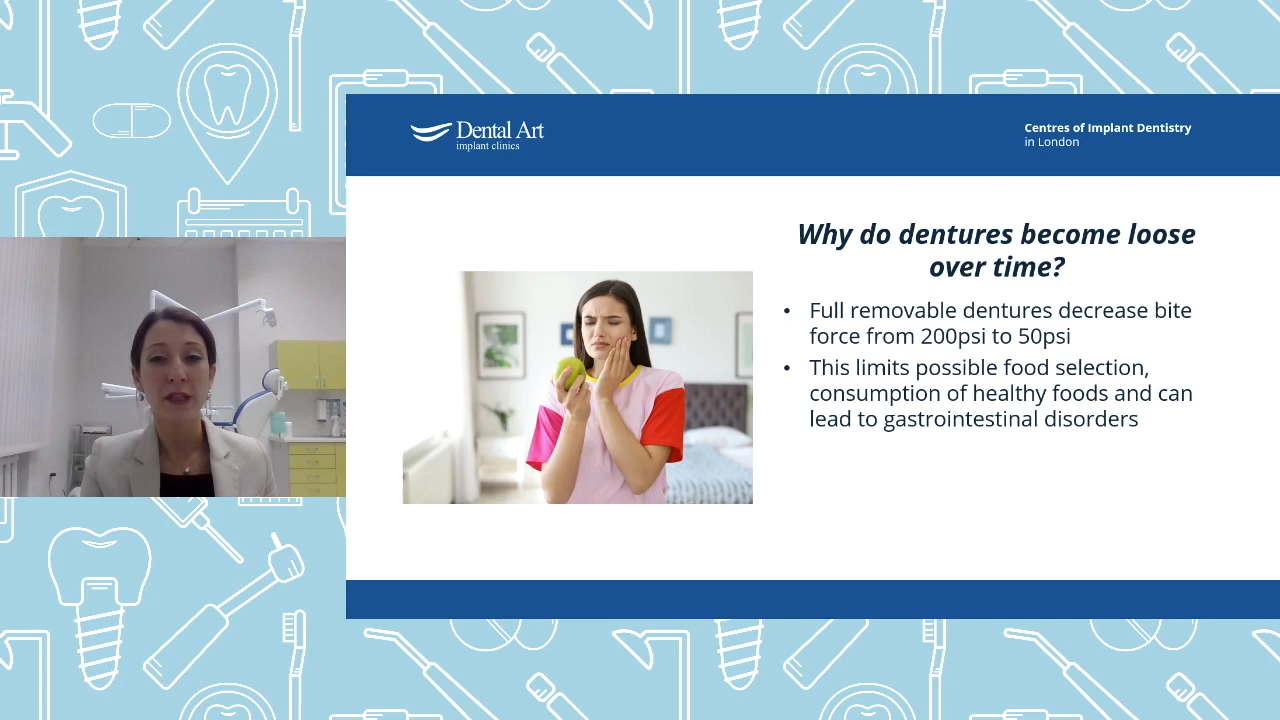 Dental Art
implant clinics
Centres of Implant Dentistry
in London
Why do dentures become loose
over time?
• Full removable dentures decrease bite
force from 200psi to 50psi
• This limits possible food selection,
consumption of healthy foods and can
lead to gastrointestinal disorders